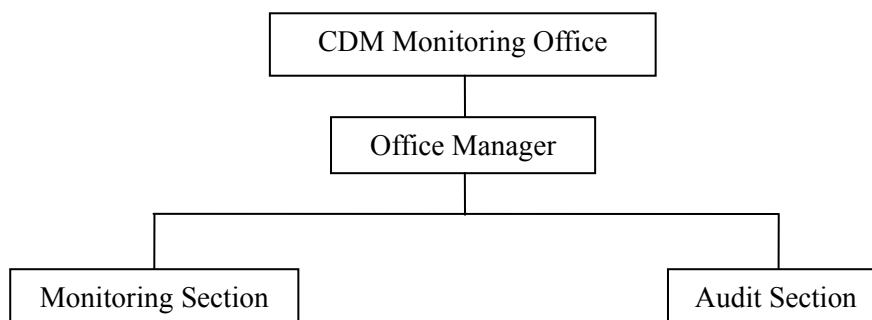 CDM Monitoring Office
Office Manager
Monitoring Section
Audit Section